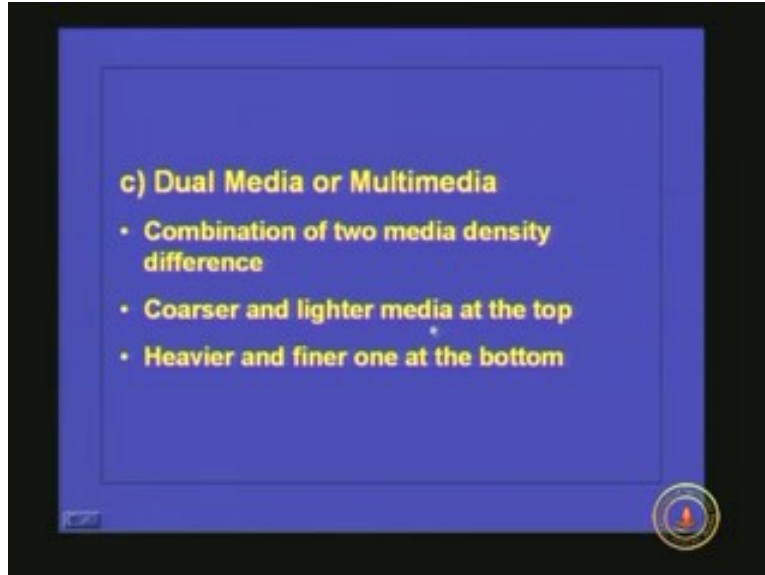 c) Dual Media or Multimedia
• Combination of two media density
difference
• Coarser and lighter media at the top
• Heavier and finer one at the bottom